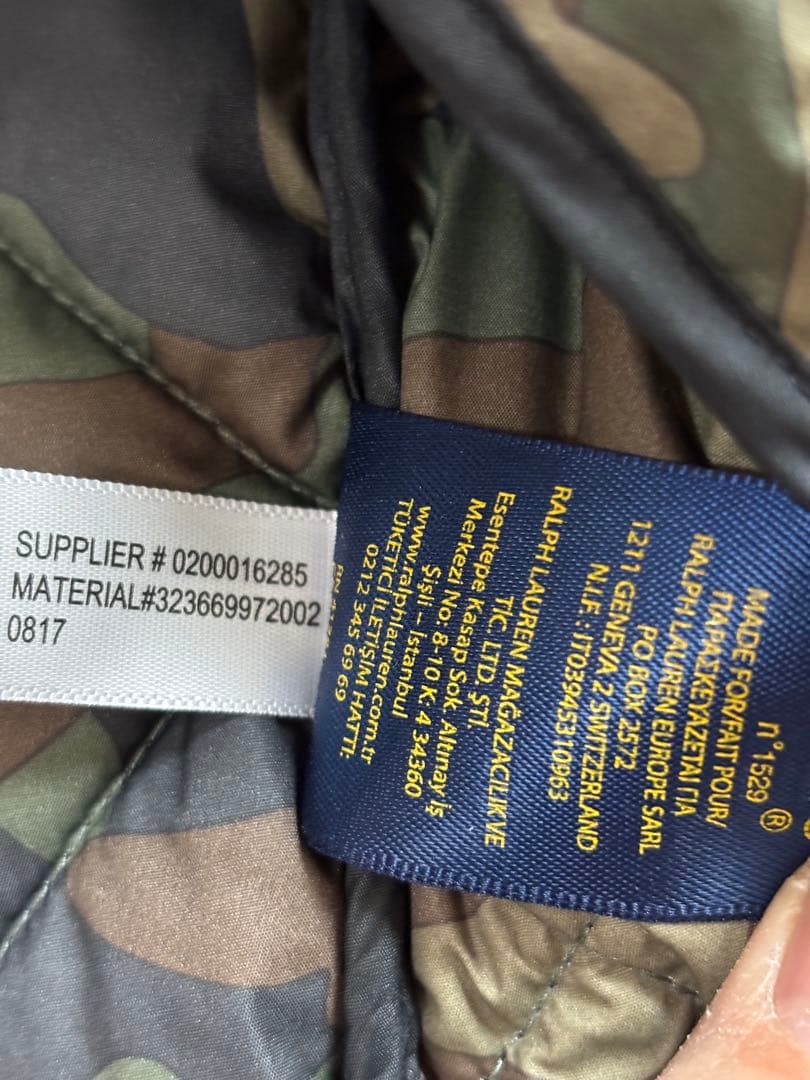 SUPPLIER # 0200016285
MATERIAL#323669972002
0817
n° 1529 ®
MADE FOR/FAIT POUR/
ΠΑΡΑΣΚΕΥΑΖΕΤΑΙ ΓΙΑ
RALPH LAUREN EUROPE SARL
PO BOX 2572
1211 GENEVA 2 SWITZERLAND
N.I.F.: IT03945310963
RALPH LAUREN MAĞAZACILIK VE
TİC. LTD. ŞTİ.
Esentepe Kasap Sok. Altınay İş
Merkezi No: 8-10 K: 4 34360
Şişli – İstanbul
www.ralphlauren.com.tr
TÜKETİCİ İLETİŞİM HATTI:
0212 345 69 69